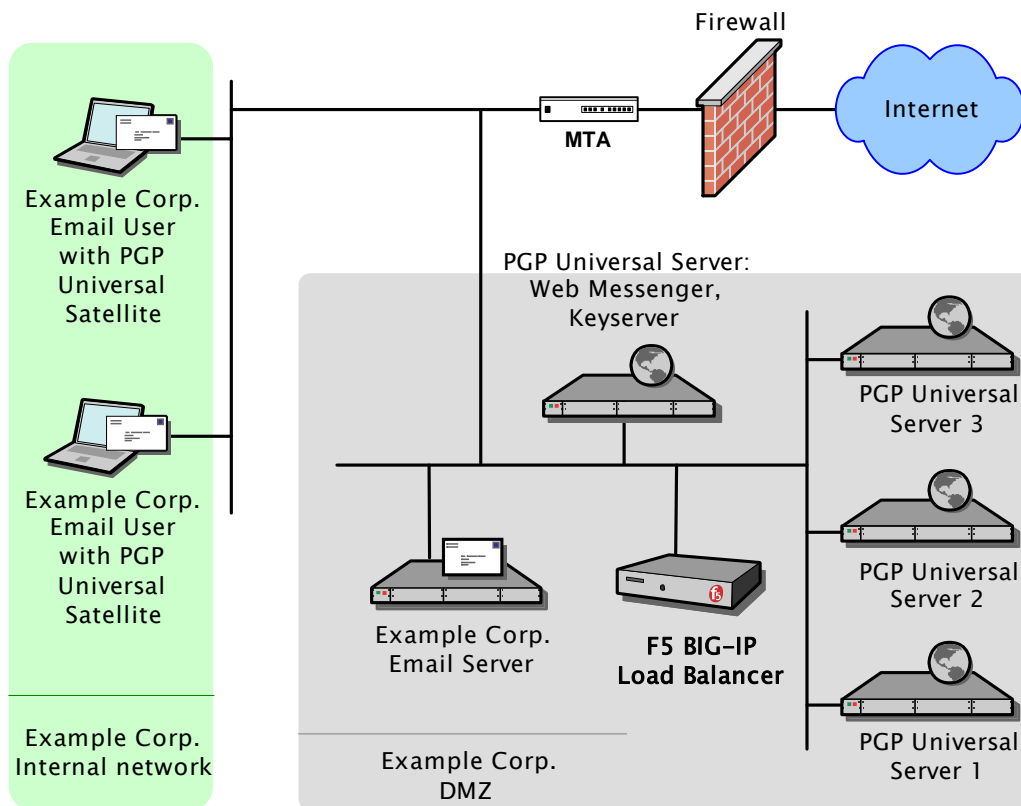 Firewall
Internet
MTA
Example Corp.
Email User
with PGP
Universal
Satellite
PGP Universal Server:
Web Messenger,
Keyserver
PGP Universal
Server 3
Example Corp.
Email User
with PGP
Universal
Satellite
PGP Universal
Server 2
f5
Example Corp.
Email Server
F5 BIG-IP
Load Balancer
Example Corp.
Internal network
Example Corp.
DMZ
PGP Universal
Server 1